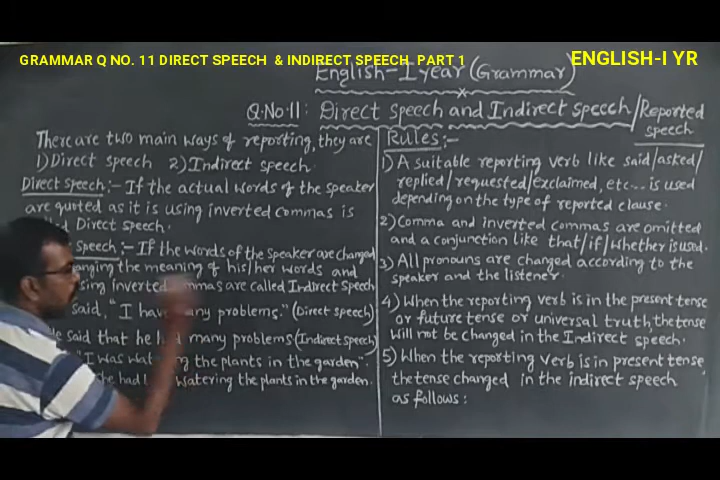 GRAMMAR Q NO. 11 DIRECT SPEECH & INDIRECT SPEECH PART 1
ENGLISH-I YR
English-I year (Grammar)
Q.No.11: Direct speech and Indirect speech/Reported speech
There are two main ways of reporting, they are
1) Direct speech 2) Indirect speech.
Direct speech:- If the actual words of the speaker
are quoted as it is using inverted commas is
Direct speech.
speech:- If the words of the speaker are changed
the meaning of his/her words and
inverted commas are called Indirect speech
said, "I have many problems." (Direct speech)
said that he had many problems (Indirect speech)
"I was watering the plants in the garden".
he had watering the plants in the garden.
Rules:-
1) A suitable reporting verb like said/asked/
replied/requested/exclaimed, etc... is used
depending on the type of reported clause.
2) Comma and inverted commas are omitted
and a conjunction like that/if/whether is used.
3) All pronouns are changed according to the
speaker and the listener.
4) When the reporting verb is in the present tense
or future tense or universal truth, the tense
will not be changed in the Indirect speech.
5) When the reporting verb is in present tense,
the tense changed in the indirect speech
as follows: